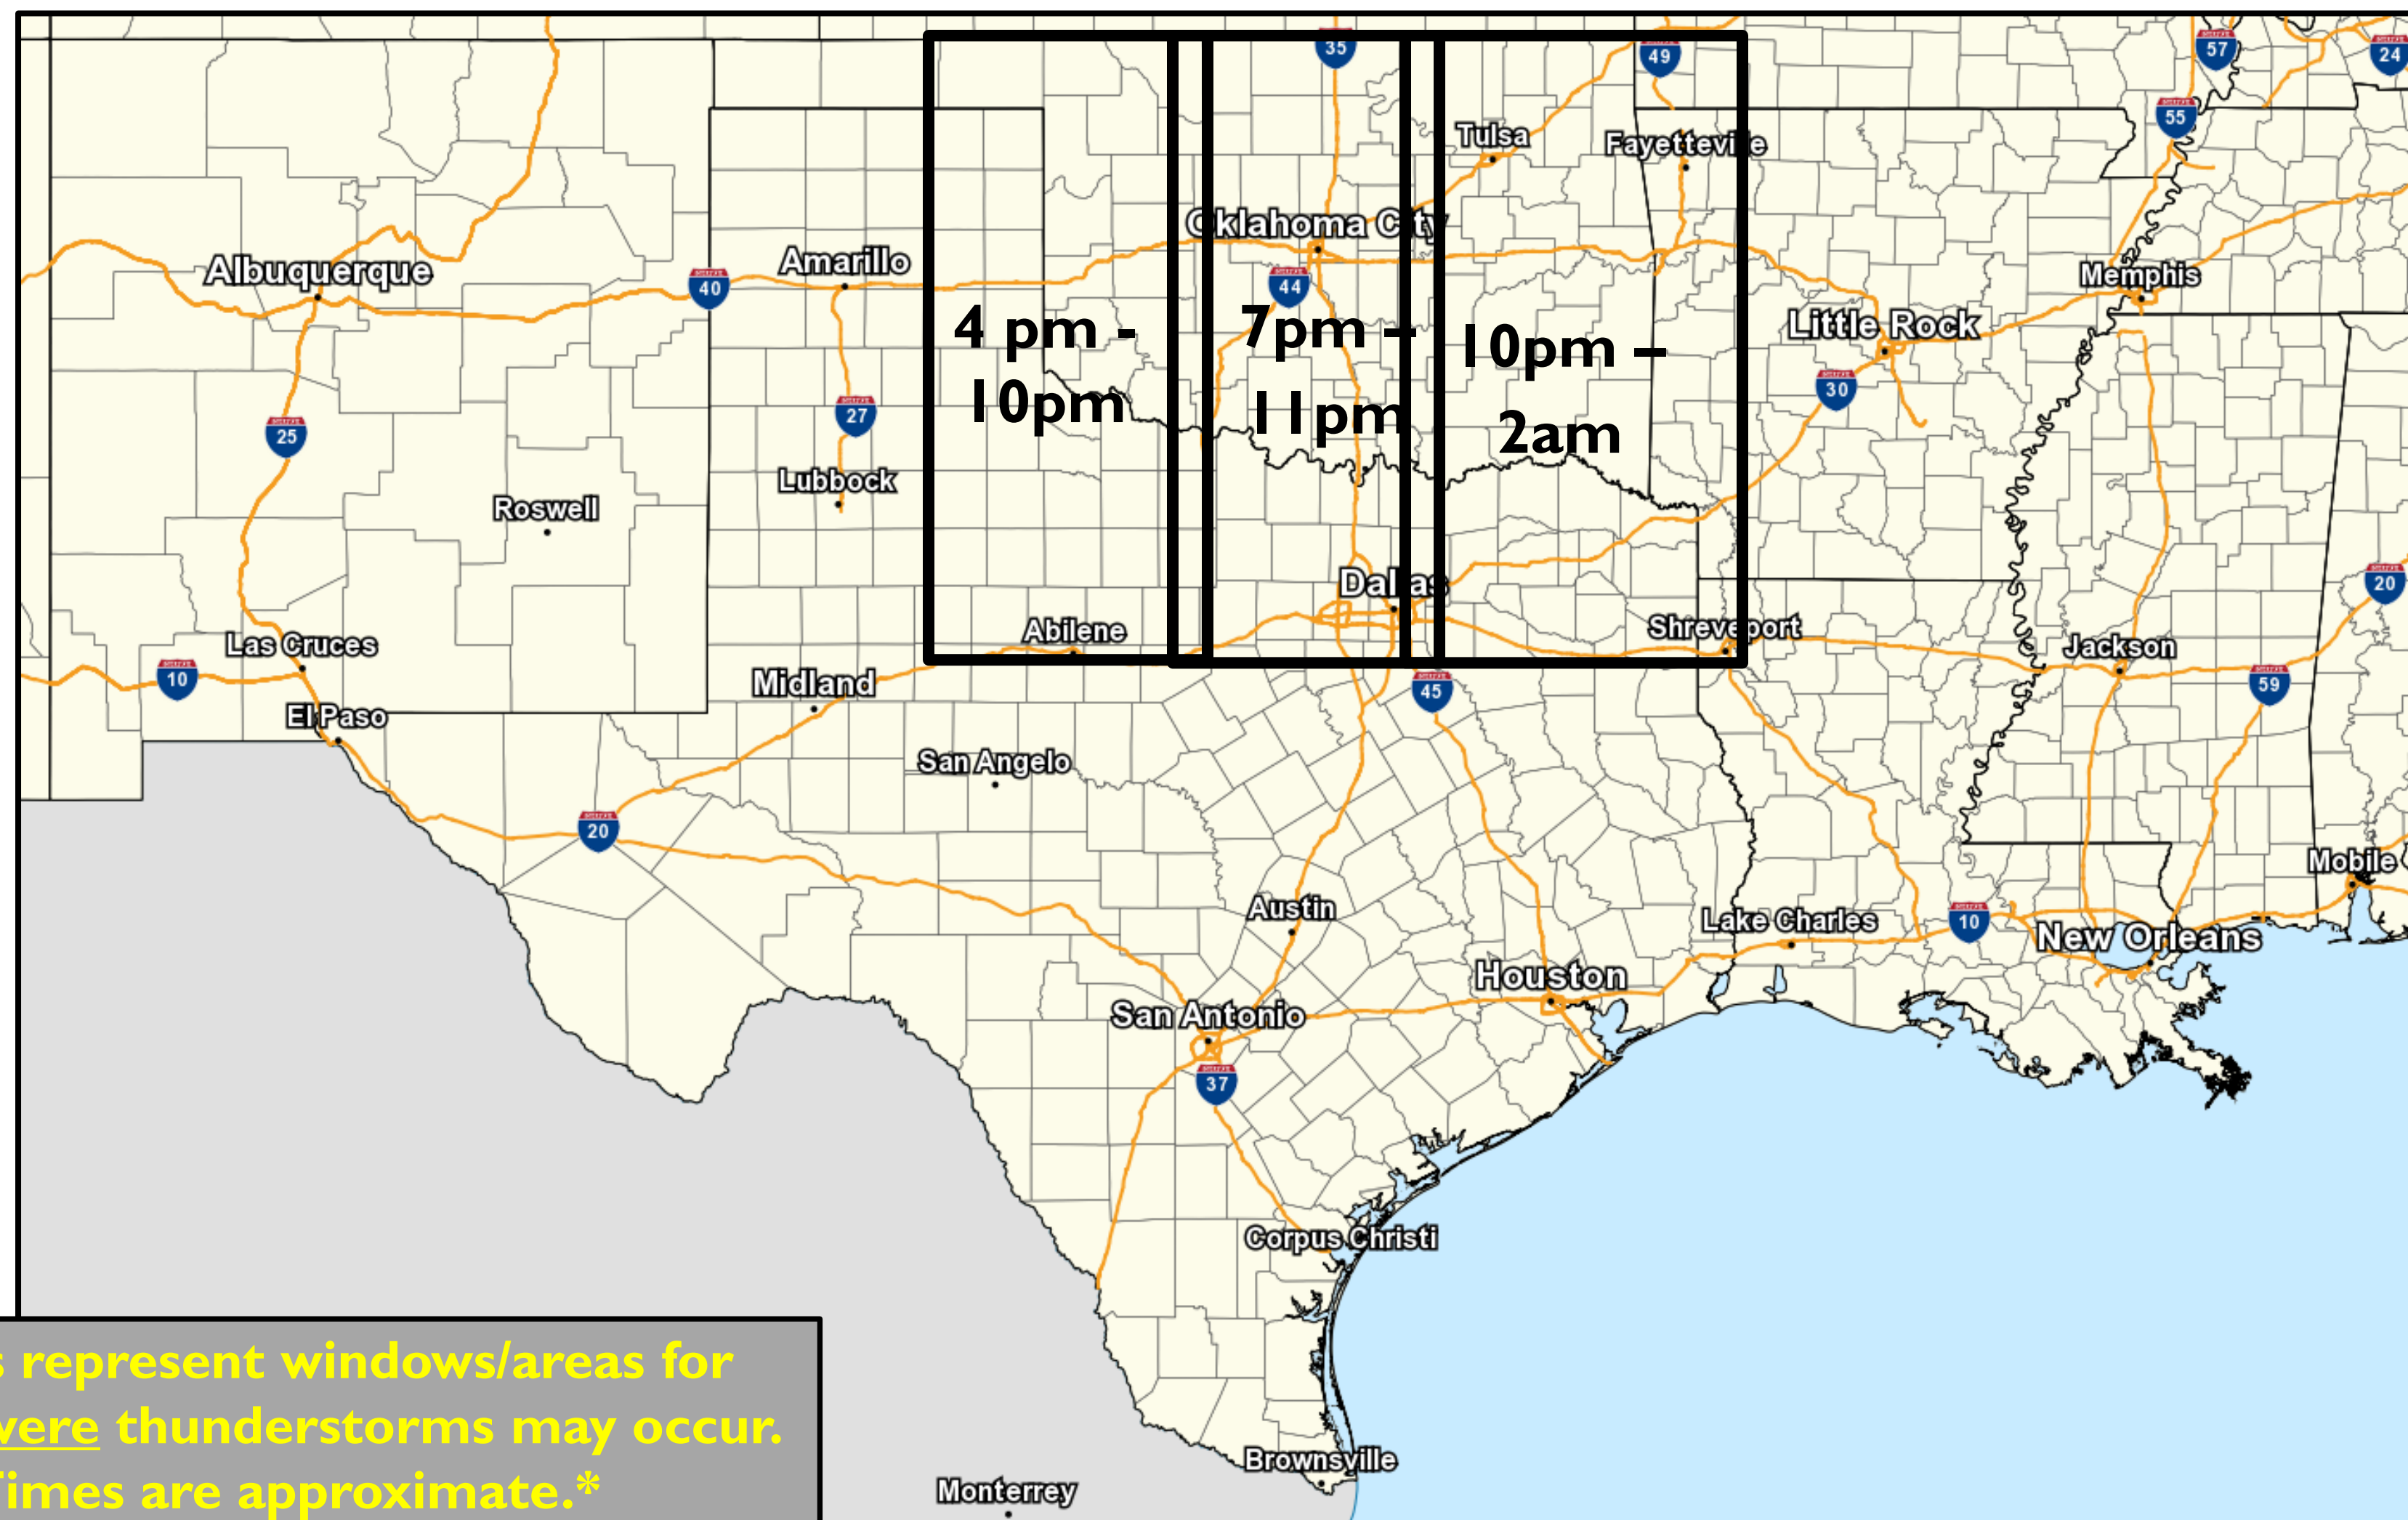 35
49
57
24
55
Tulsa
Fayetteville
Oklahoma City
Albuquerque
Amarillo
40
44
Memphis
4 pm -
10pm
7pm –
11pm
10pm –
2am
Little Rock
30
25
27
Lubbock
Roswell
Dallas
20
Abilene
Shreveport
Las Cruces
Jackson
10
Midland
45
59
El Paso
San Angelo
20
Mobile
Austin
Lake Charles
10
New Orleans
Houston
San Antonio
37
Corpus Christi
represent windows/areas for
thunderstorms may occur.
are approximate.*
Brownsville
Monterrey